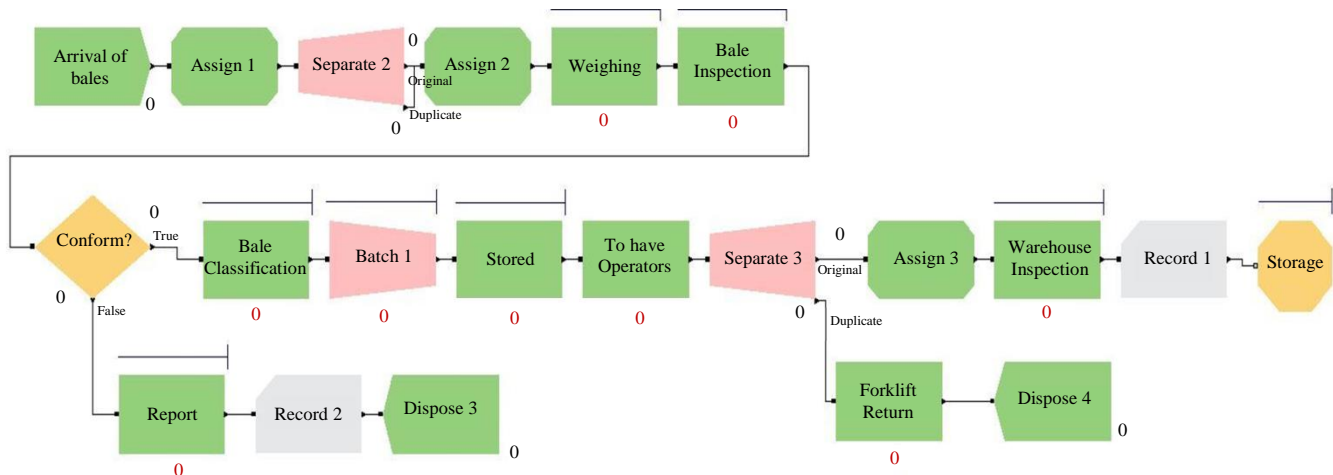 Arrival of
bales
0
Assign 1
Separate 2
0
Original
Duplicate
0
Assign 2
Weighing
0
Bale
Inspection
0
Conform?
0
True
0
False
Bale
Classification
0
Batch 1
0
Stored
0
To have
Operators
0
Separate 3
0
Original
0
Duplicate
Assign 3
Warehouse
Inspection
0
Record 1
Storage
Report
0
Record 2
Dispose 3
0
Forklift
Return
0
Dispose 4
0